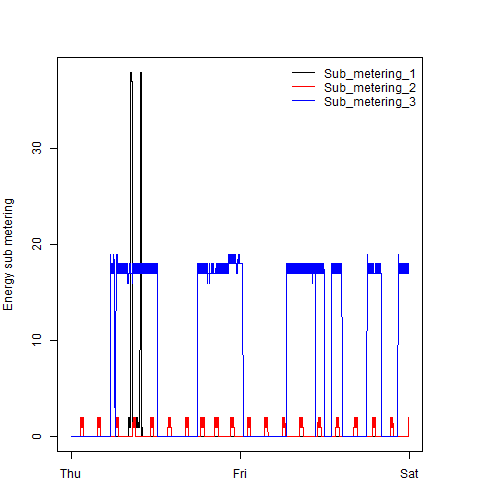 Sub_metering_1
Sub_metering_2
Sub_metering_3
Energy sub metering
30
20
10
0
Thu Fri Sat